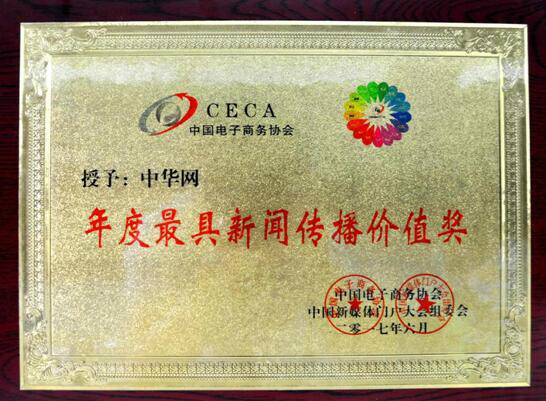 CECA
中国电子商务协会
授予：中华网
年度最具新闻传播价值奖
中国电子商务协会
中国新媒体门户大会组委会
二〇一七年六月